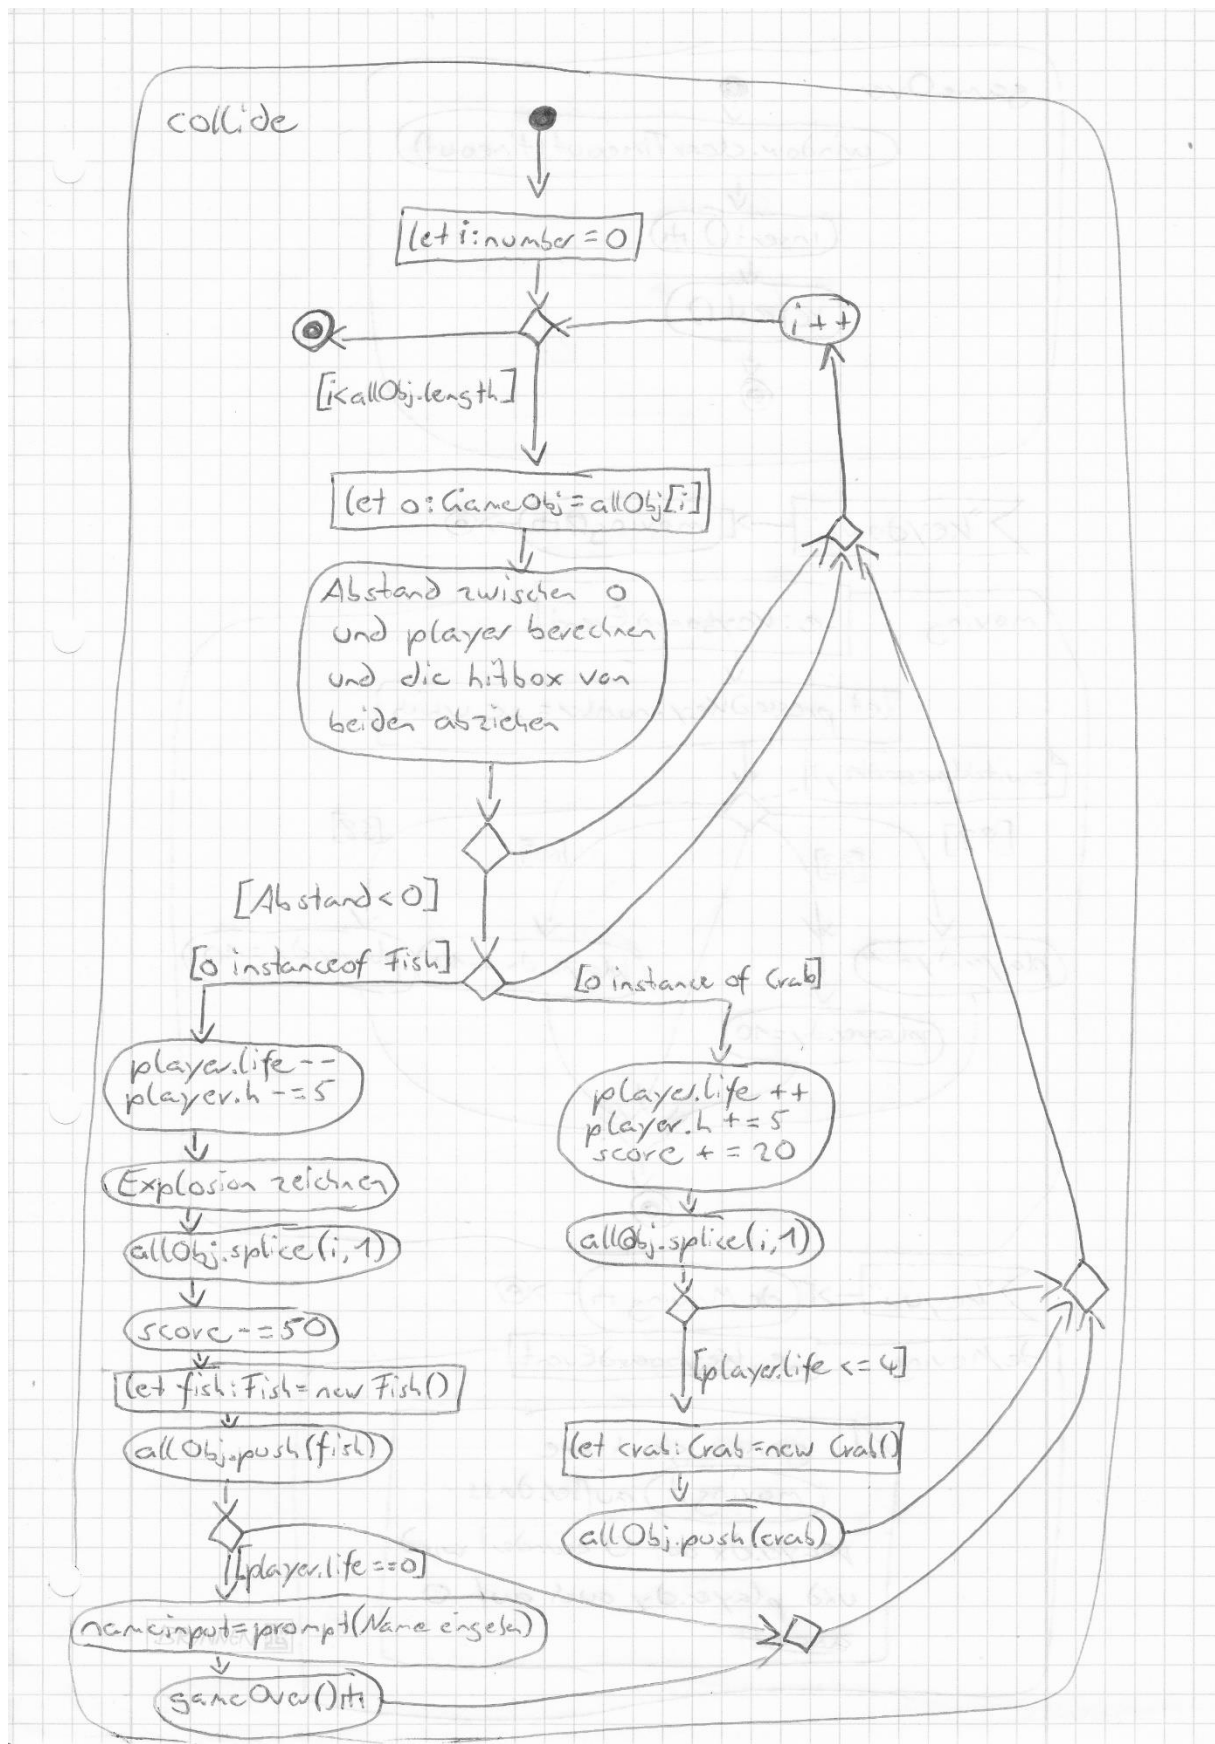 collide
let i:number = 0
i++
[i<allObj.length]
let o:GameObj=allObj[i]
Abstand zwischen o
und player berechnen
und die hitbox von
beiden abziehen
[Abstand<0]
[o instanceof Fish]
[o instance of Crab]
player.life --
player.h -=5
Explosion zeichnen
allObj.splice(i,1)
score-=50
let fish:Fish=new Fish()
allObj.push(fish)
[player.life==0]
nameinput=prompt(Name eingeben)
gameOver()
player.life ++
player.h +=5
score += 20
allObj.splice(i,1)
[player.life <=4]
let crab:Crab=new Crab()
allObj.push(crab)